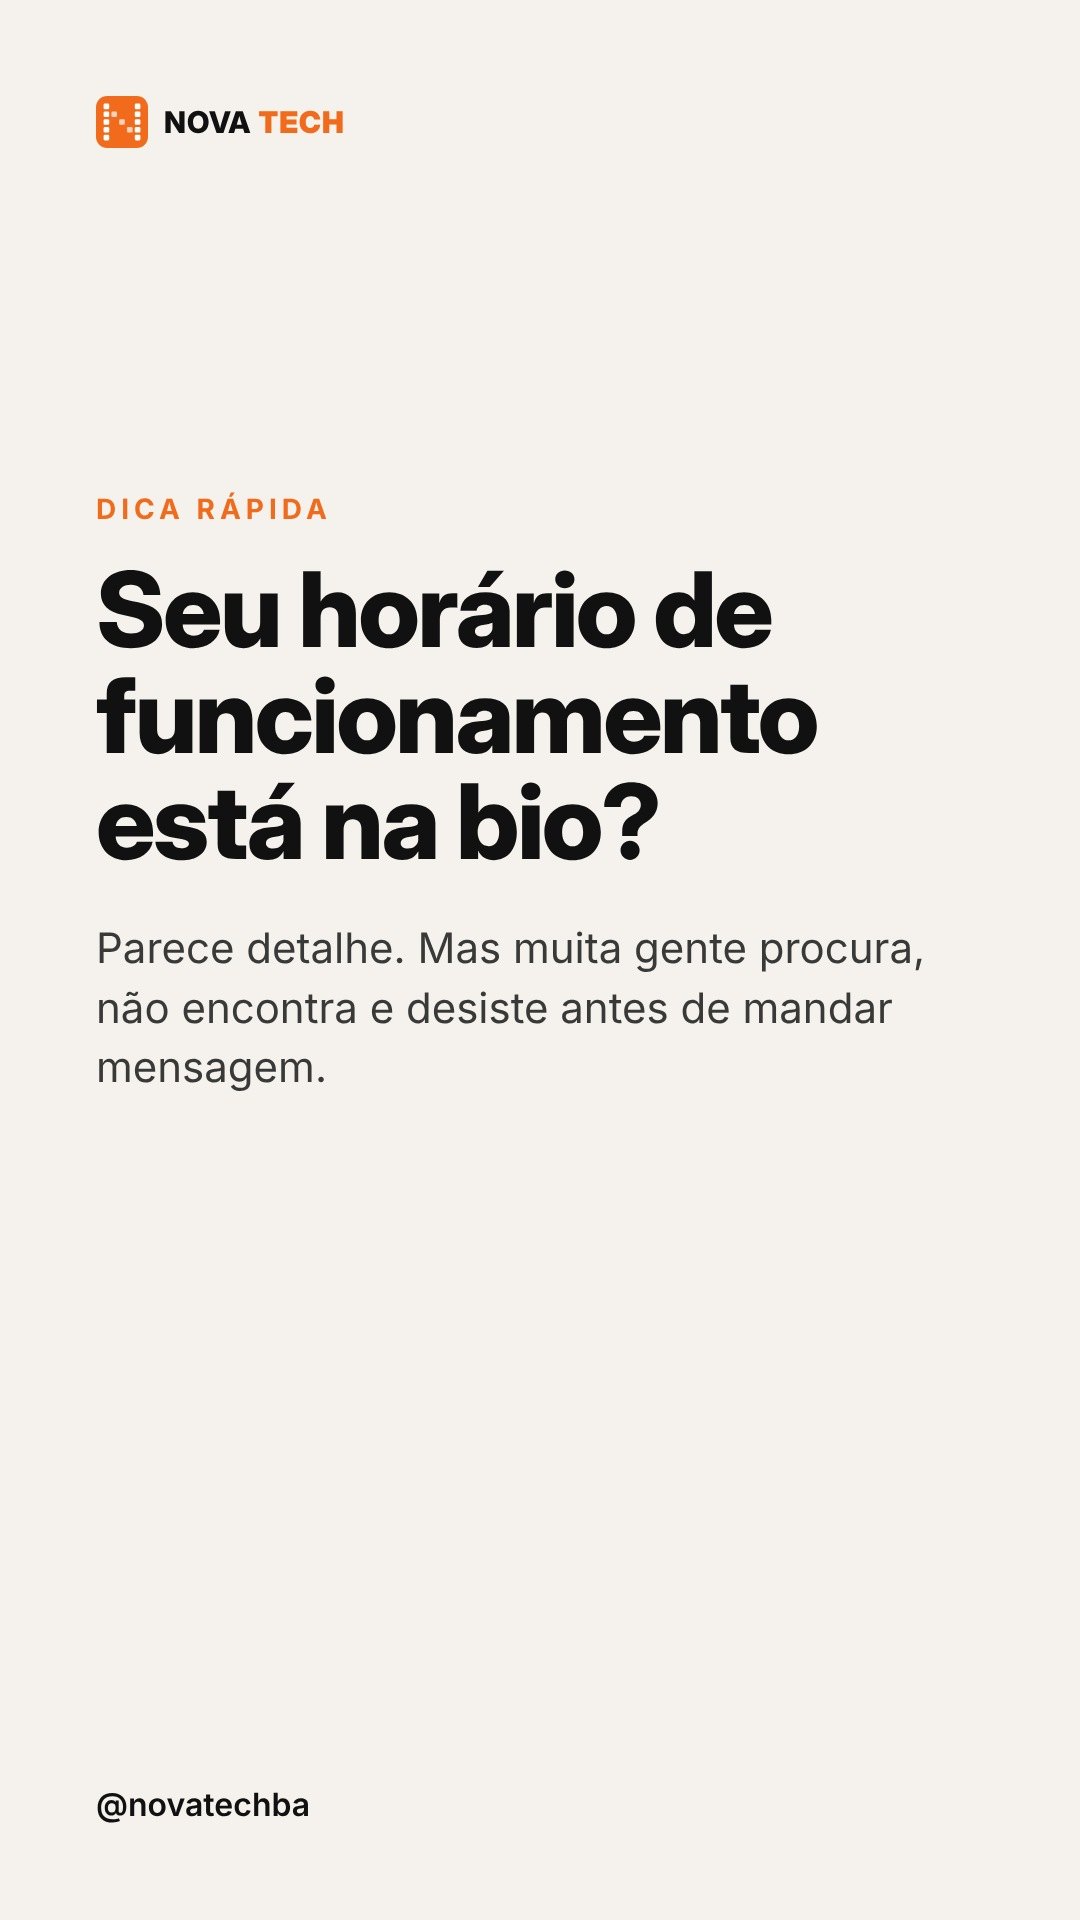 NOVA TECH
DICA RÁPIDA
Seu horário de
funcionamento
está na bio?
Parece detalhe. Mas muita gente procura,
não encontra e desiste antes de mandar
mensagem.
@novatechba